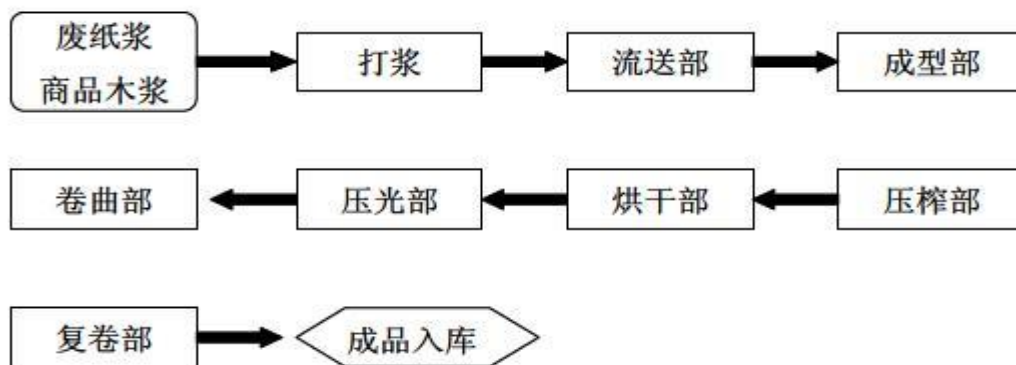 废纸浆
商品木浆
打浆
流送部
成型部
卷曲部
压光部
烘干部
压榨部
复卷部
成品入库